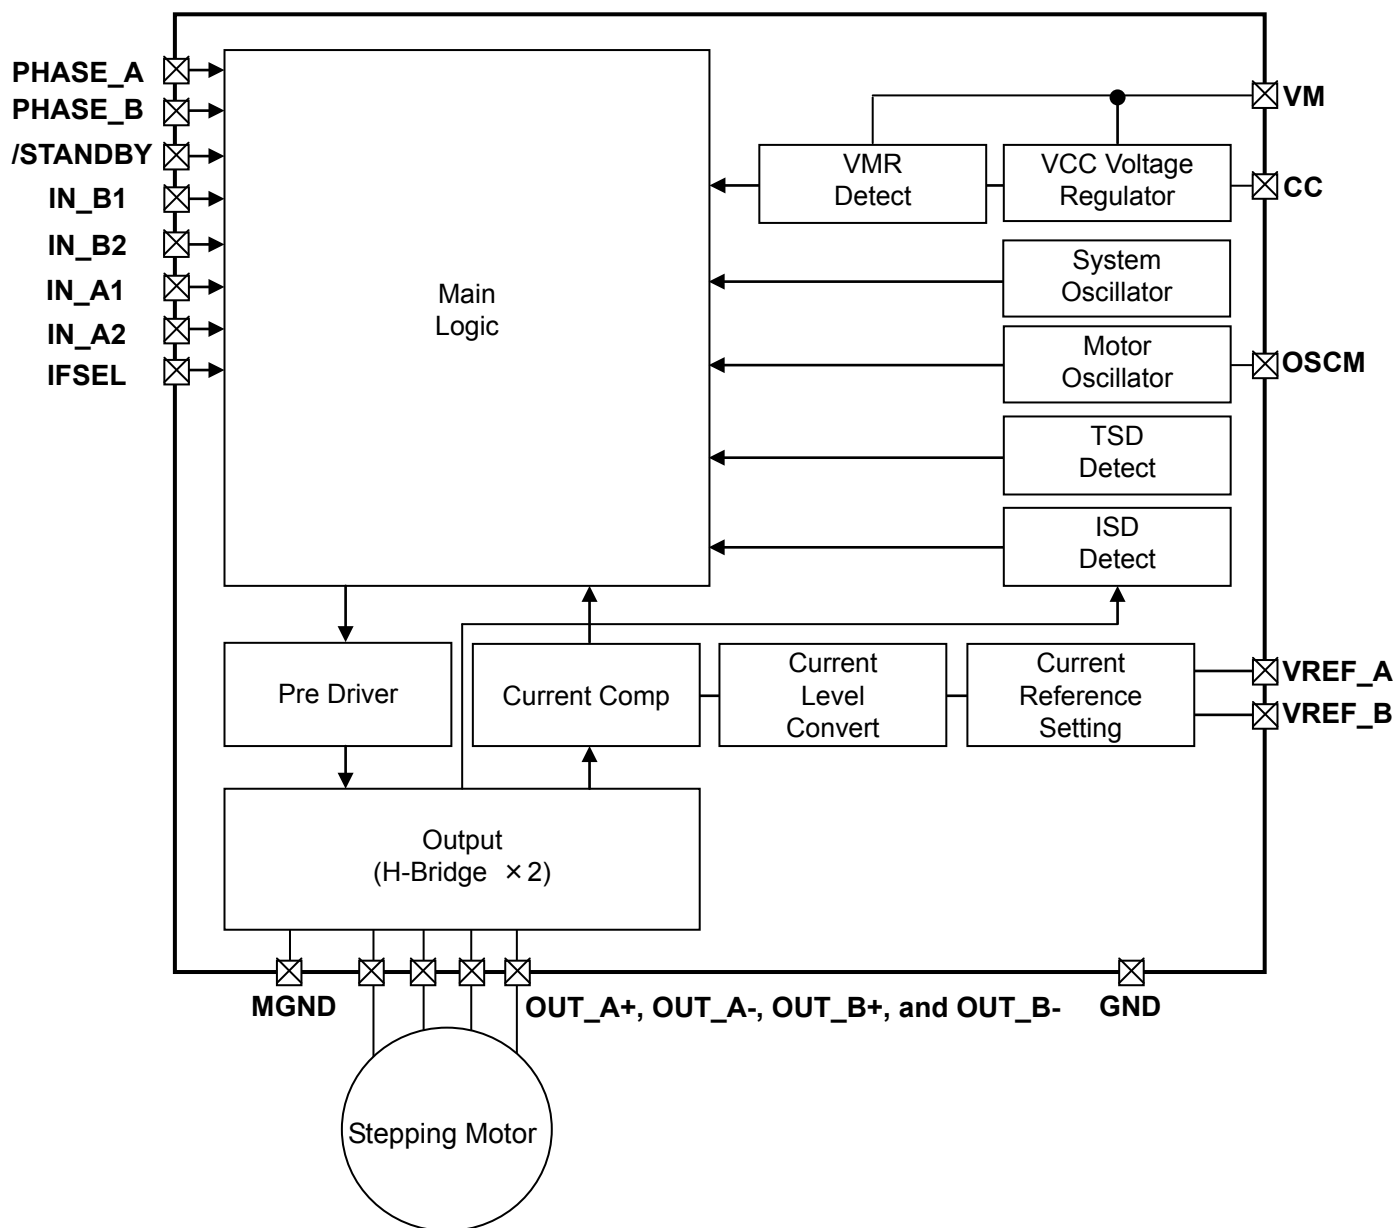 PHASE_A
PHASE_B
/STANDBY
IN_B1
IN_B2
IN_A1
IN_A2
IFSEL
Main
Logic
VMR
Detect
VCC Voltage
Regulator
System
Oscillator
Motor
Oscillator
TSD
Detect
ISD
Detect
VM
CC
OSCM
Pre Driver
Current Comp
Current
Level
Convert
Current
Reference
Setting
VREF_A
VREF_B
Output
(H-Bridge ×2)
MGND
OUT_A+, OUT_A-, OUT_B+, and OUT_B-
GND
Stepping Motor